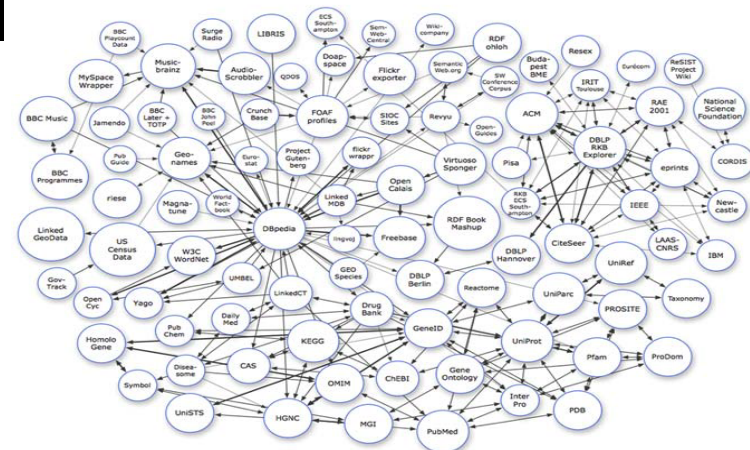 BBC
Playcount
Data
Surge
Radio
LIBRIS
ECS
South-
ampton
Sem-
Web-
Central
Wiki-
company
RDF
ohloh
Music-
brainz
Audio-
Scrobbler
QDOS
Doap-
space
Flickr
exporter
Semantic
Web.org
SW
Conference
Corpus
Buda-
pest
BME
Resex
IRIT
Toulouse
Eurécom
ReSIST
Project
Wiki
MySpace
Wrapper
BBC Music
Jamendo
BBC
Later +
TOTP
BBC
John
Peel
Crunch
Base
FOAF
profiles
SIOC
Sites
Revyu
Open-
Guides
ACM
DBLP
RKB
Explorer
RAE
2001
National
Science
Foundation
BBC
Programmes
Pub
Guide
Geo-
names
Euro-
stat
Project
Guten-
berg
flickr
wrappr
Virtuoso
Sponger
Pisa
eprints
CORDIS
riese
Magna-
tune
World
Fact-
book
Linked
MDB
Open
Calais
RKB
ECS
South-
ampton
IEEE
New-
castle
Linked
GeoData
US
Census
Data
W3C
WordNet
DBpedia
lingvoj
Freebase
RDF Book
Mashup
DBLP
Hannover
CiteSeer
LAAS-
CNRS
IBM
Gov-
Track
Open
Cyc
Yago
UMBEL
LinkedCT
GEO
Species
DBLP
Berlin
Reactome
UniParc
UniRef
Taxonomy
PROSITE
Daily
Med
Drug
Bank
Homolo
Gene
Pub
Chem
KEGG
GeneID
UniProt
Pfam
ProDom
Symbol
Disea-
some
CAS
OMIM
ChEBI
Gene
Ontology
Inter
Pro
PDB
UniSTS
HGNC
MGI
PubMed